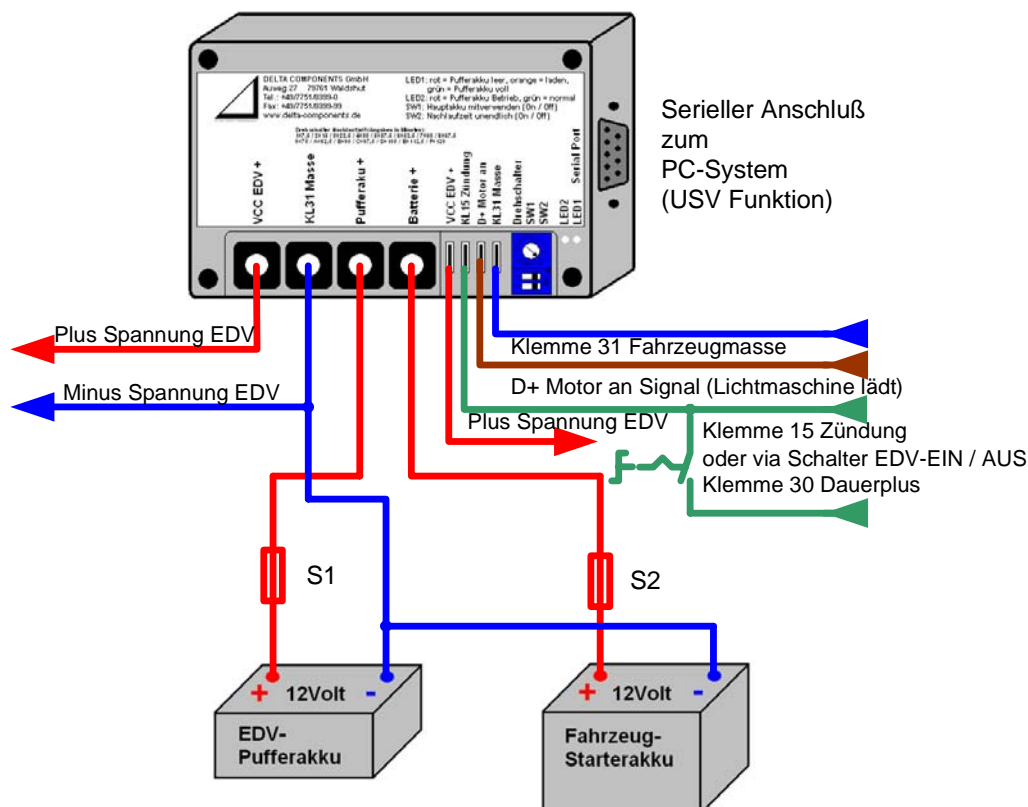 DELTA COMPONENTS GmbH
Auweg 27 79761 Waldshut
Tel.: +49/7751/8399-0
Fax: +49/7751/8399-99
www.delta-components.de
LED1: rot = Pufferakku leer, orange = laden,
grün = Pufferakku voll
LED2: rot = Pufferakku Betrieb, grün = normal
SW1: Hauptakku mitverwenden (On / Off)
SW2: Nachlaufzeit unendlich (On / Off)
VCC EDV +
KL31 Masse
Pufferaku +
Batterie +
VCC EDV +
KL15 Zündung
D+ Motor an
KL31 Masse
Drehschalter
SW1
SW2
LED2
LED1
Serial Port
Serieller Anschluß
zum
PC-System
(USV Funktion)
Plus Spannung EDV
Minus Spannung EDV
Klemme 31 Fahrzeugmasse
D+ Motor an Signal (Lichtmaschine lädt)
Plus Spannung EDV
Klemme 15 Zündung
oder via Schalter EDV-EIN / AUS
Klemme 30 Dauerplus
S1
S2
+ 12Volt -
EDV-
Pufferakku
+ 12Volt -
Fahrzeug-
Starterakku